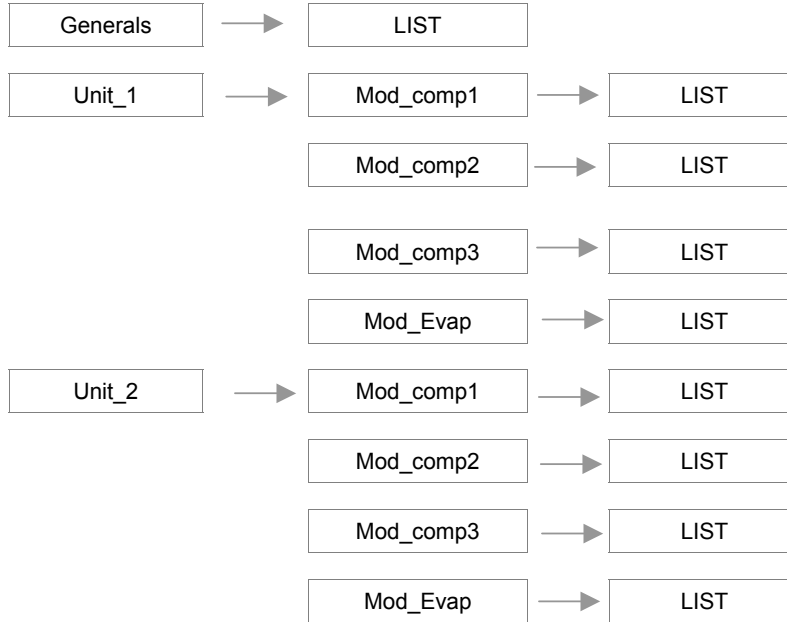 Generals LIST
Unit_1 Mod_comp1 LIST
Mod_comp2 LIST
Mod_comp3 LIST
Mod_Evap LIST
Unit_2 Mod_comp1 LIST
Mod_comp2 LIST
Mod_comp3 LIST
Mod_Evap LIST